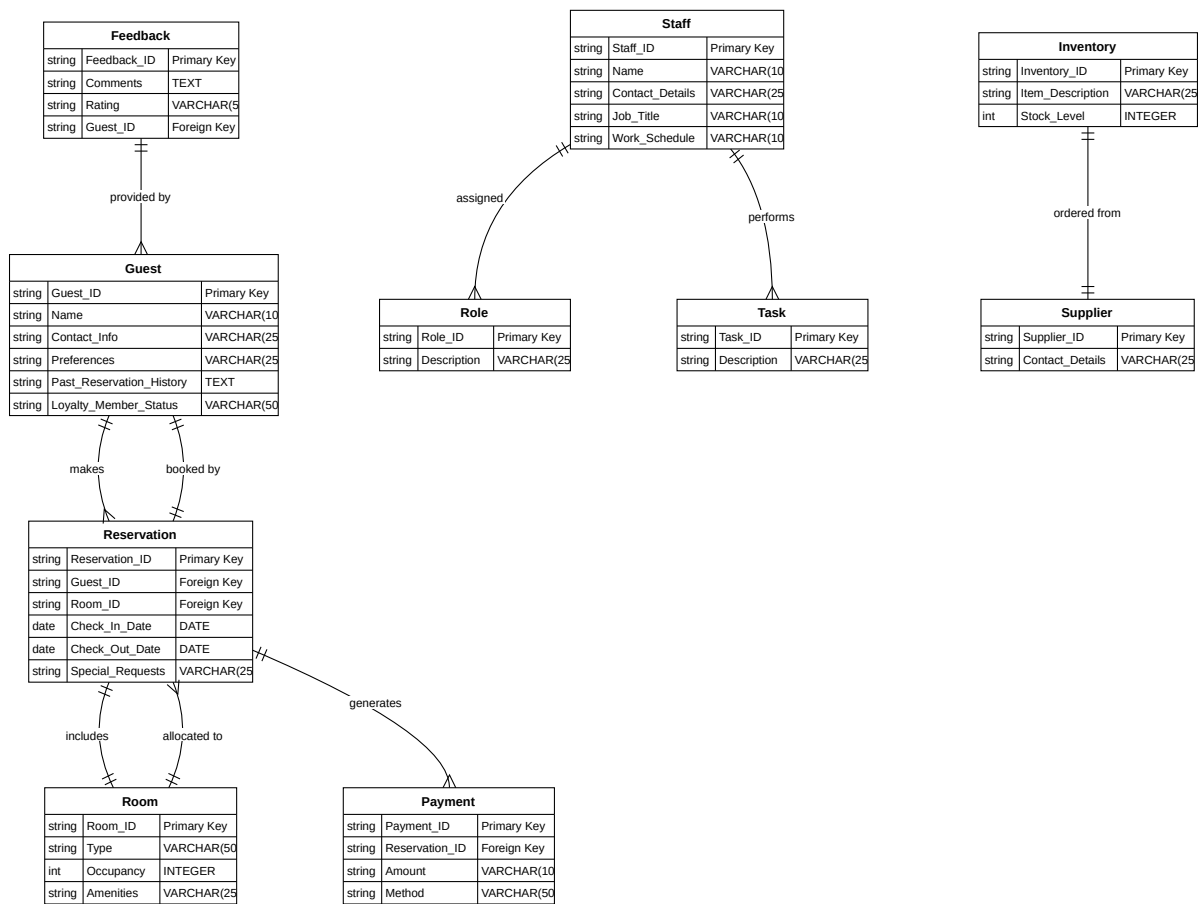 Feedback
string Feedback_ID Primary Key
string Comments TEXT
string Rating VARCHAR(5
string Guest_ID Foreign Key
provided by
Guest
string Guest_ID Primary Key
string Name VARCHAR(10
string Contact_Info VARCHAR(25
string Preferences VARCHAR(25
string Past_Reservation_History TEXT
string Loyalty_Member_Status VARCHAR(50
makes
booked by
Reservation
string Reservation_ID Primary Key
string Guest_ID Foreign Key
string Room_ID Foreign Key
date Check_In_Date DATE
date Check_Out_Date DATE
string Special_Requests VARCHAR(25
includes
allocated to
generates
Room
string Room_ID Primary Key
string Type VARCHAR(50
int Occupancy INTEGER
string Amenities VARCHAR(25
Payment
string Payment_ID Primary Key
string Reservation_ID Foreign Key
string Amount VARCHAR(10
string Method VARCHAR(50
Staff
string Staff_ID Primary Key
string Name VARCHAR(10
string Contact_Details VARCHAR(25
string Job_Title VARCHAR(10
string Work_Schedule VARCHAR(10
assigned
performs
Role
string Role_ID Primary Key
string Description VARCHAR(25
Task
string Task_ID Primary Key
string Description VARCHAR(25
Inventory
string Inventory_ID Primary Key
string Item_Description VARCHAR(25
int Stock_Level INTEGER
ordered from
Supplier
string Supplier_ID Primary Key
string Contact_Details VARCHAR(25